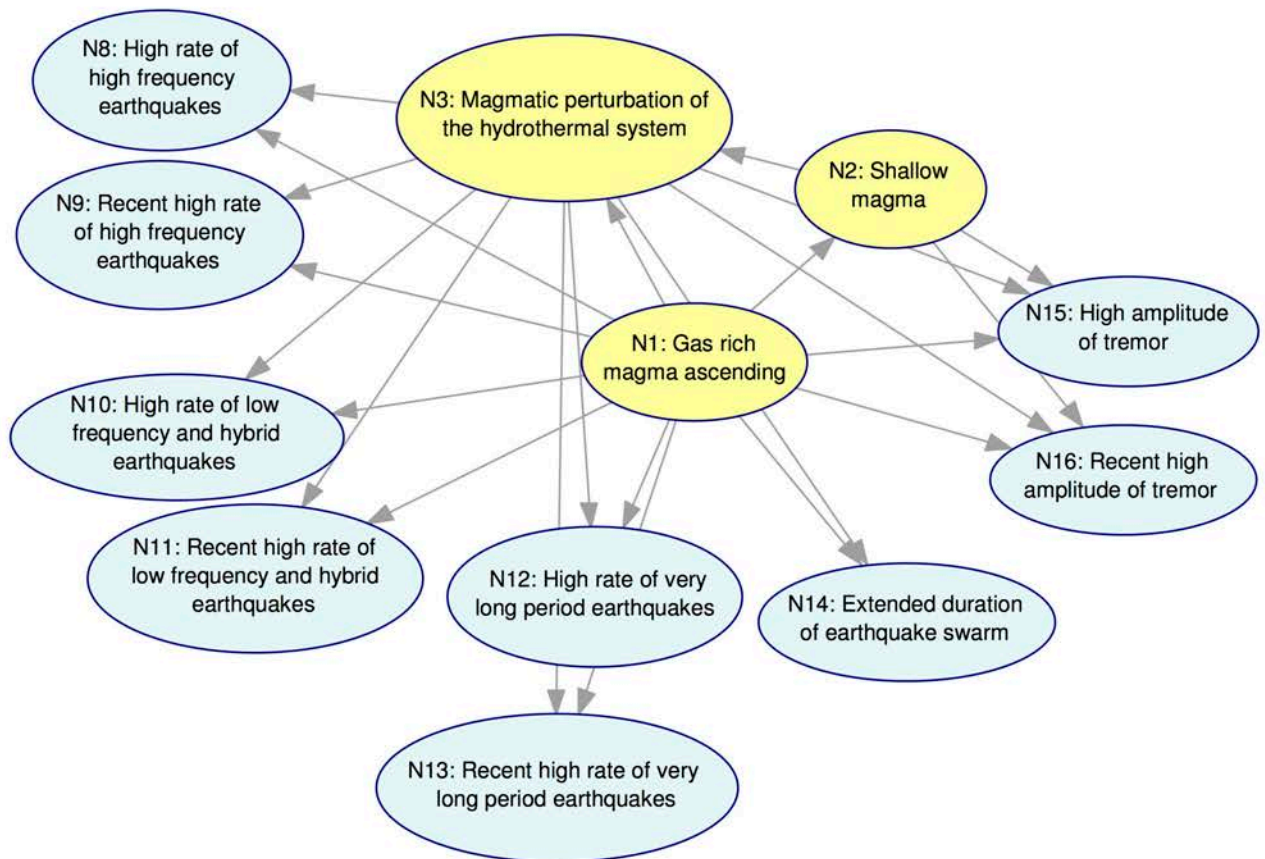 N8: High rate of
high frequency
earthquakes
N3: Magmatic perturbation of
the hydrothermal system
N2: Shallow
magma
N9: Recent high rate
of high frequency
earthquakes
N15: High amplitude
of tremor
N1: Gas rich
magma ascending
N10: High rate of low
frequency and hybrid
earthquakes
N16: Recent high
amplitude of tremor
N11: Recent high rate of
low frequency and hybrid
earthquakes
N12: High rate of very
long period earthquakes
N14: Extended duration
of earthquake swarm
N13: Recent high rate of very
long period earthquakes